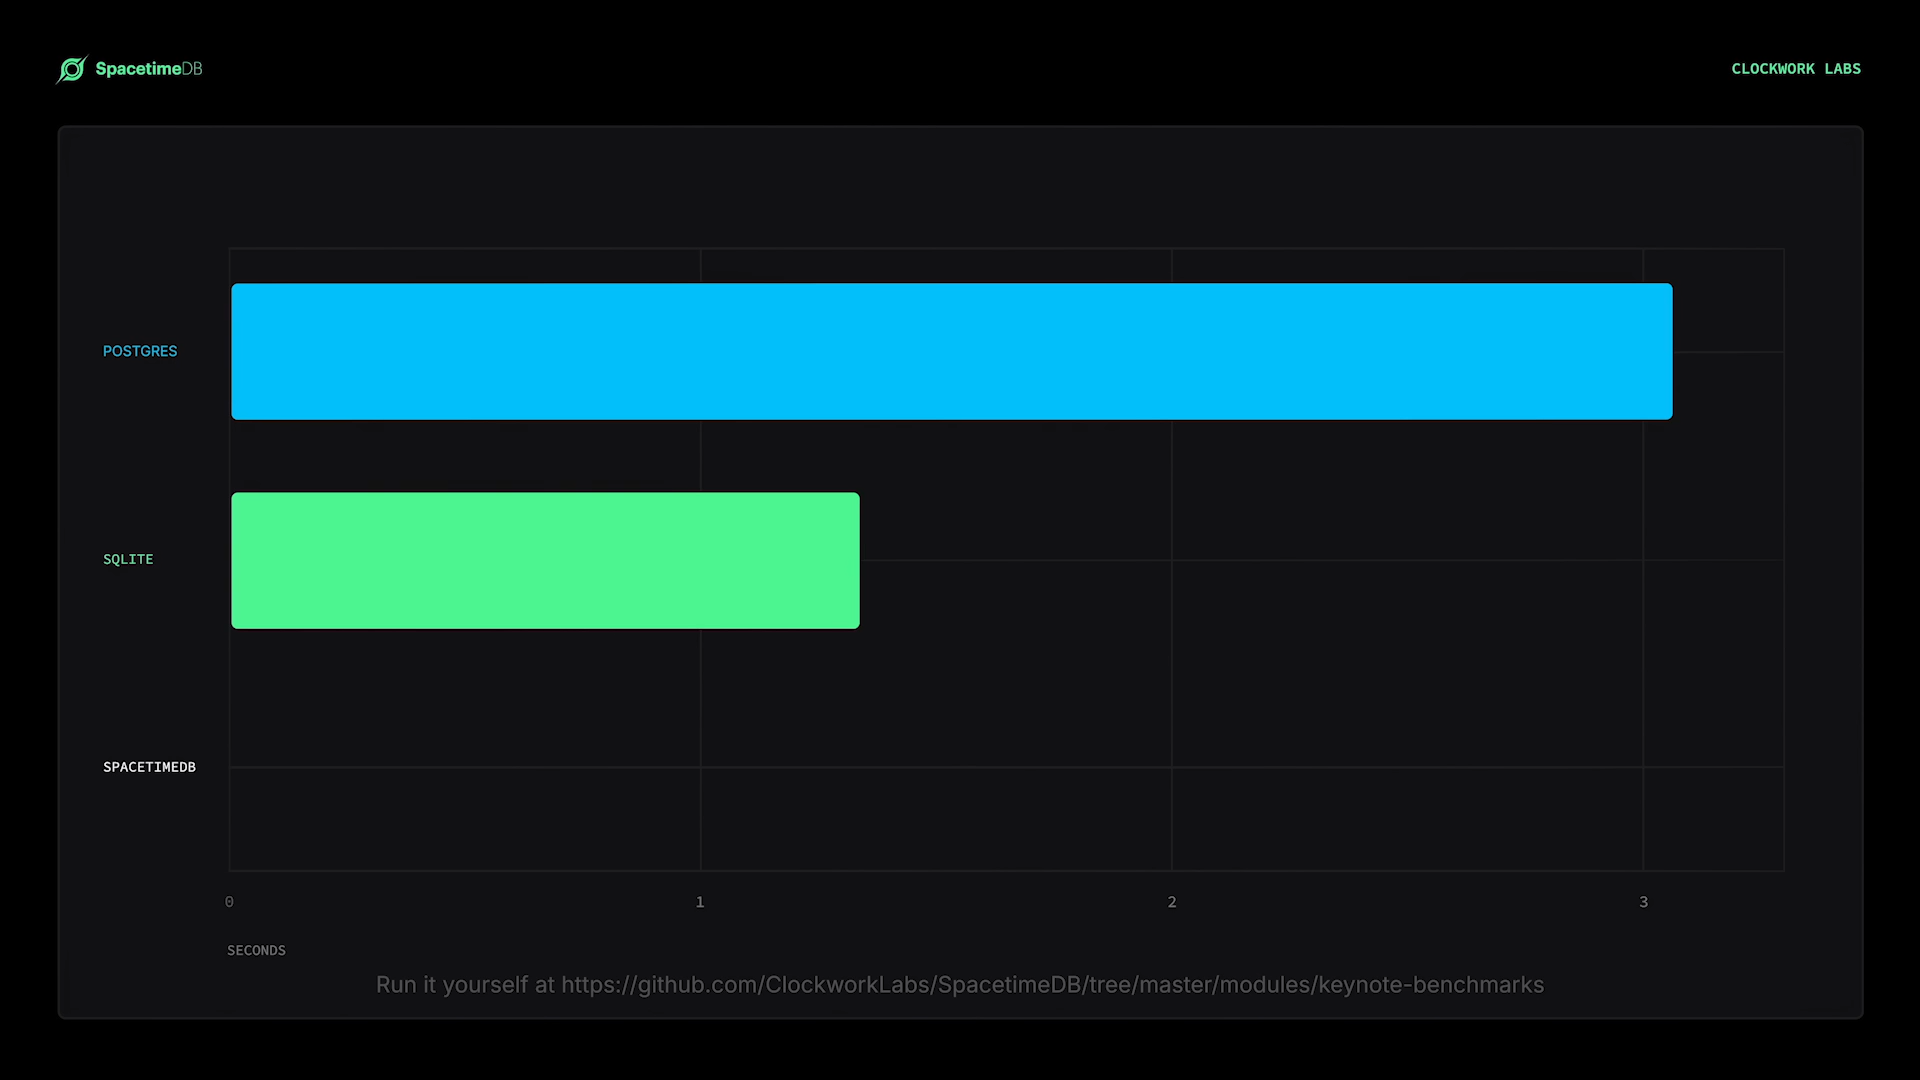 SpacetimeDB
CLOCKWORK LABS
POSTGRES
SQLITE
SPACETIMEDB
0 1 2 3
SECONDS
Run it yourself at https://github.com/ClockworkLabs/SpacetimeDB/tree/master/modules/keynote-benchmarks